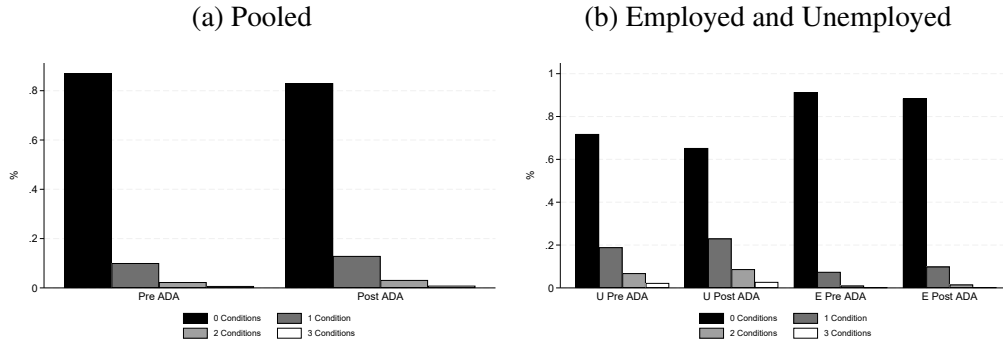 (a) Pooled
%
.8
.6
.4
.2
0
Pre ADA Post ADA
0 Conditions 1 Condition
2 Conditions 3 Conditions
(b) Employed and Unemployed
%
1
.8
.6
.4
.2
0
U Pre ADA U Post ADA E Pre ADA E Post ADA
0 Conditions 1 Condition
2 Conditions 3 Conditions